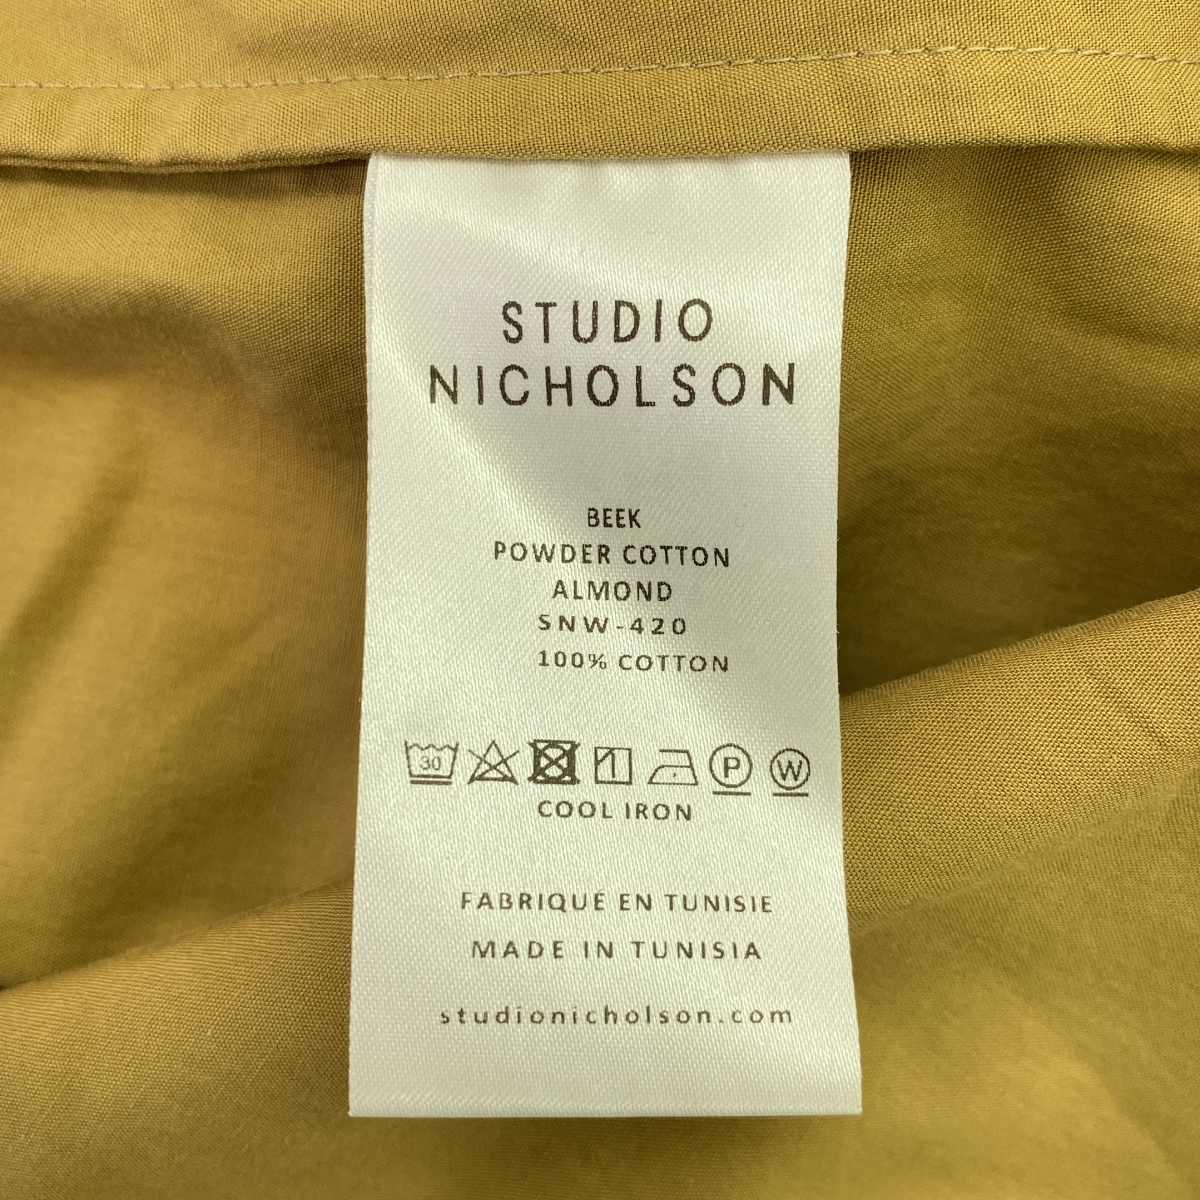 STUDIO
NICHOLSON
BEEK
POWDER COTTON
ALMOND
SNW-420
100% COTTON
30 P W
COOL IRON
FABRIQUÉ EN TUNISIE
MADE IN TUNISIA
studionicholson.com